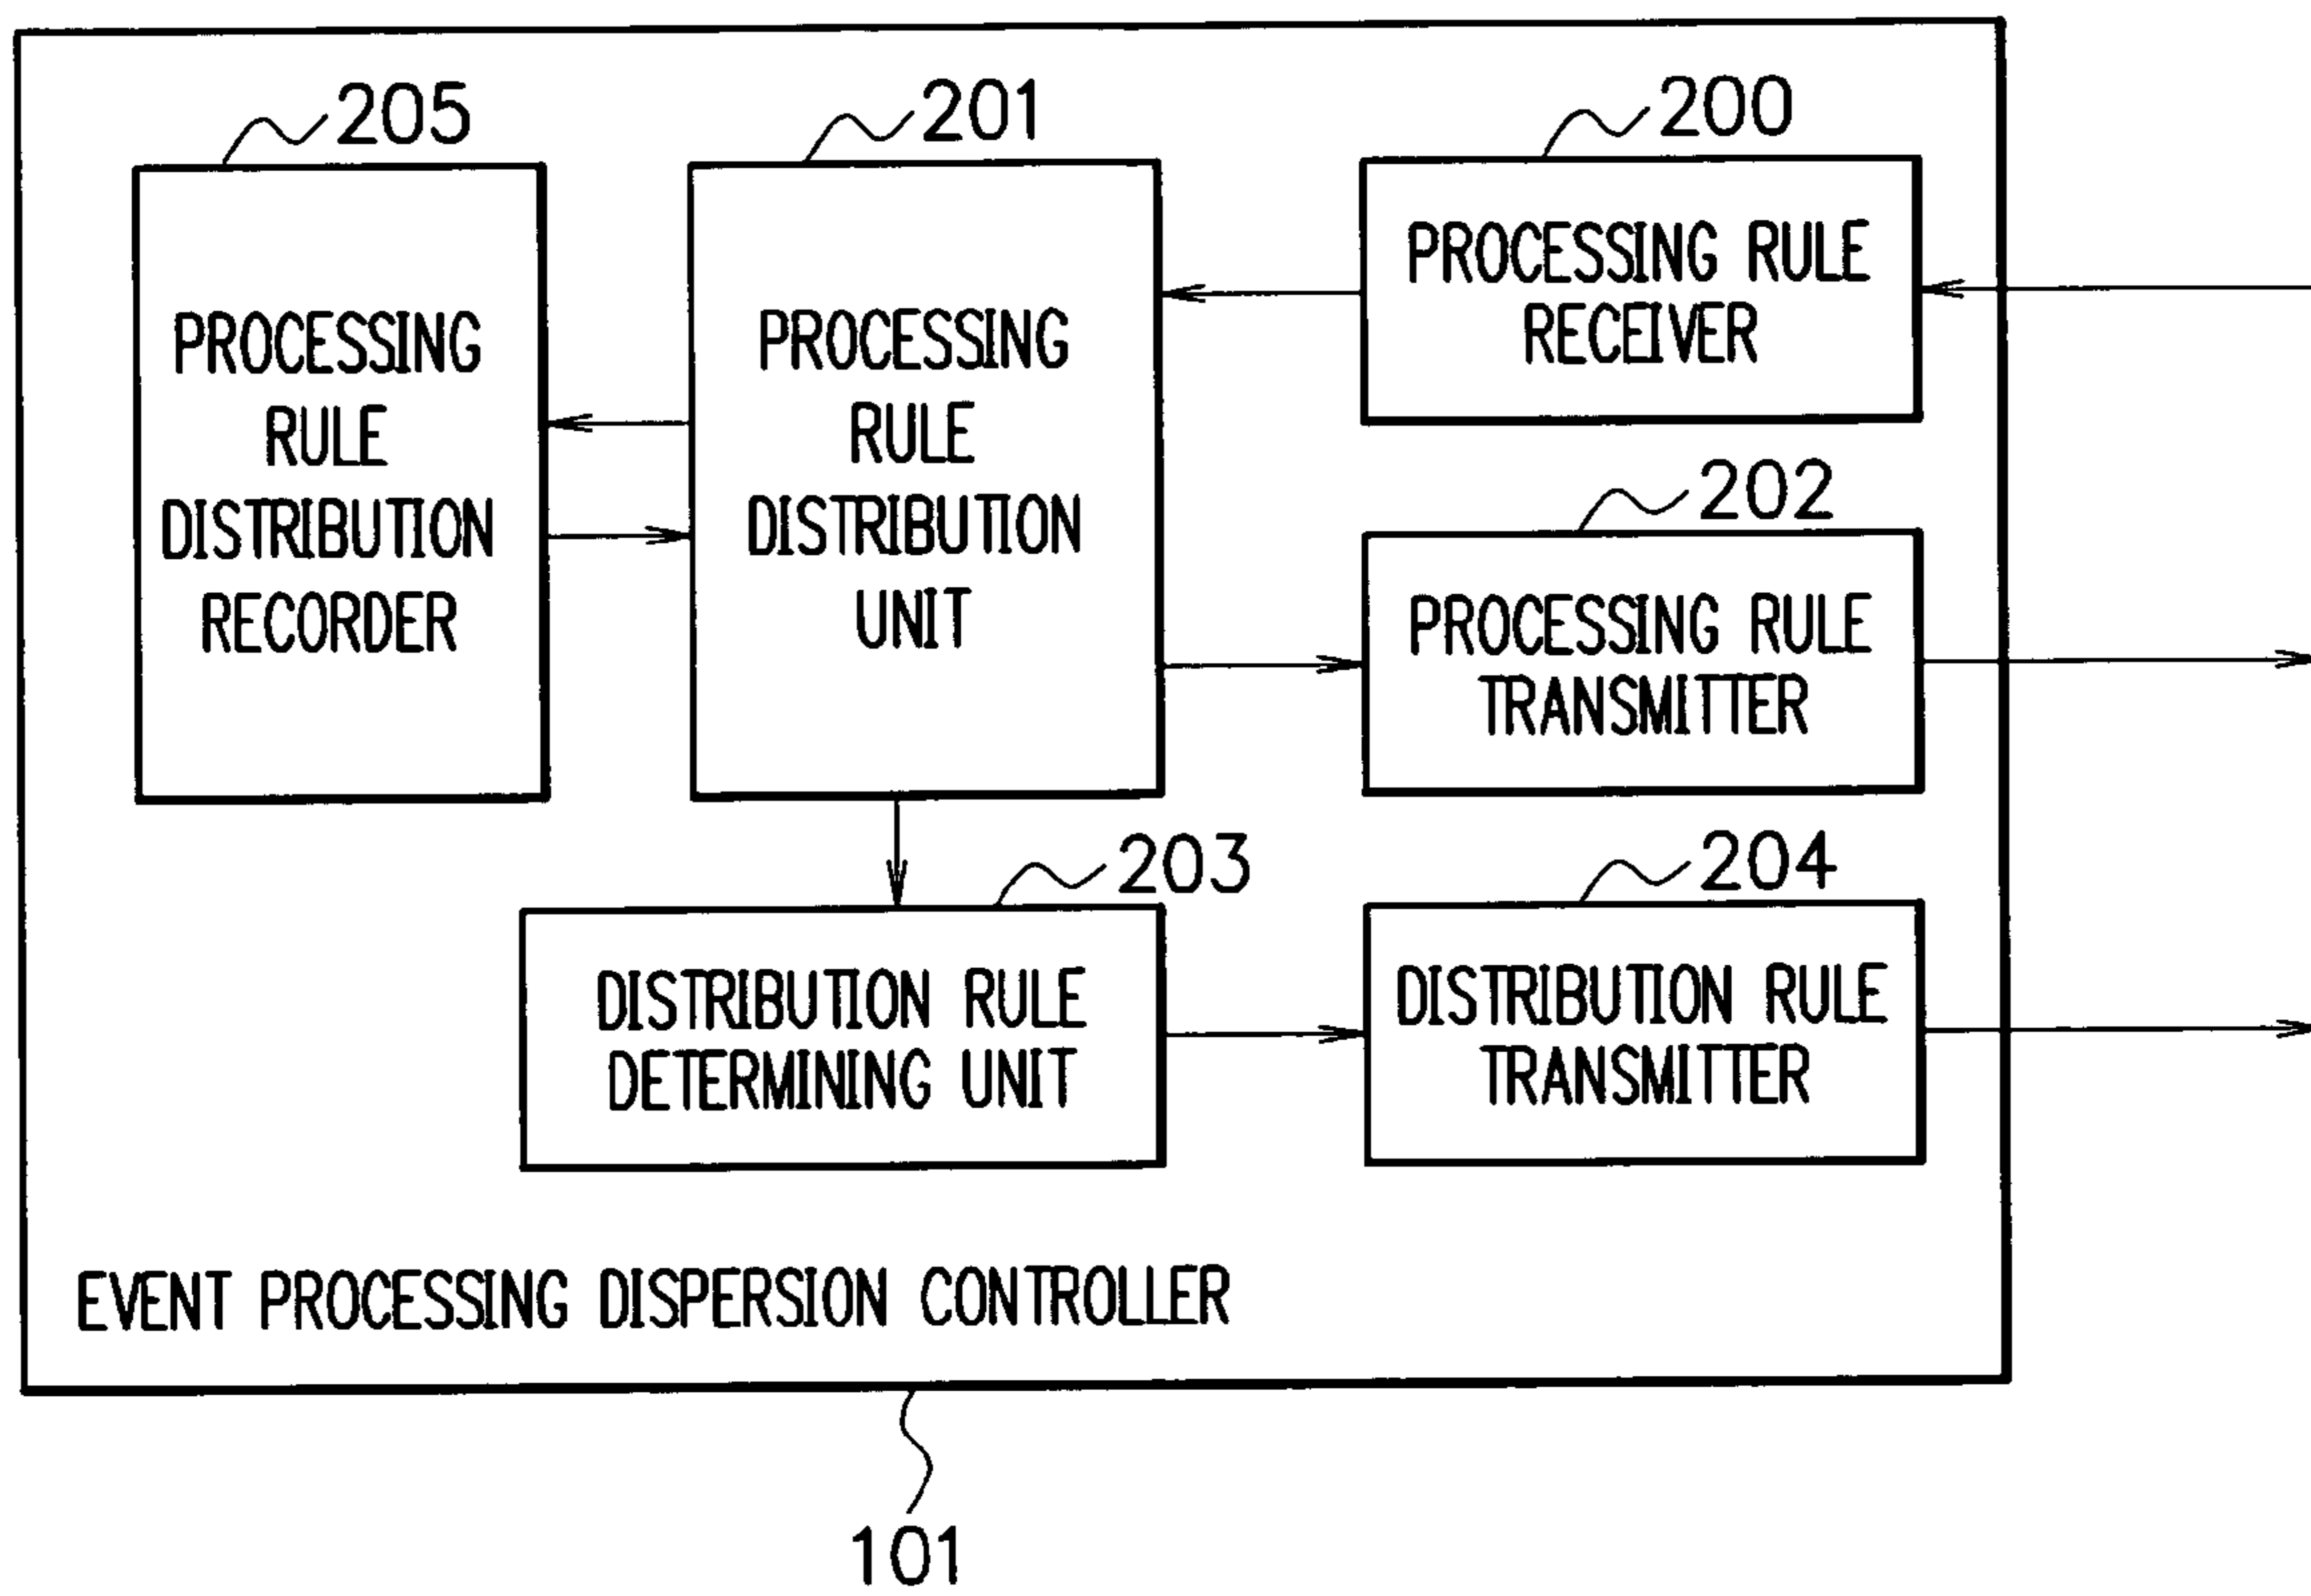 205
201
200
PROCESSING
RULE
DISTRIBUTION
RECORDER
PROCESSING
RULE
DISTRIBUTION
UNIT
PROCESSING RULE
RECEIVER
202
PROCESSING RULE
TRANSMITTER
203
204
DISTRIBUTION RULE
DETERMINING UNIT
DISTRIBUTION RULE
TRANSMITTER
EVENT PROCESSING DISPERSION CONTROLLER
101